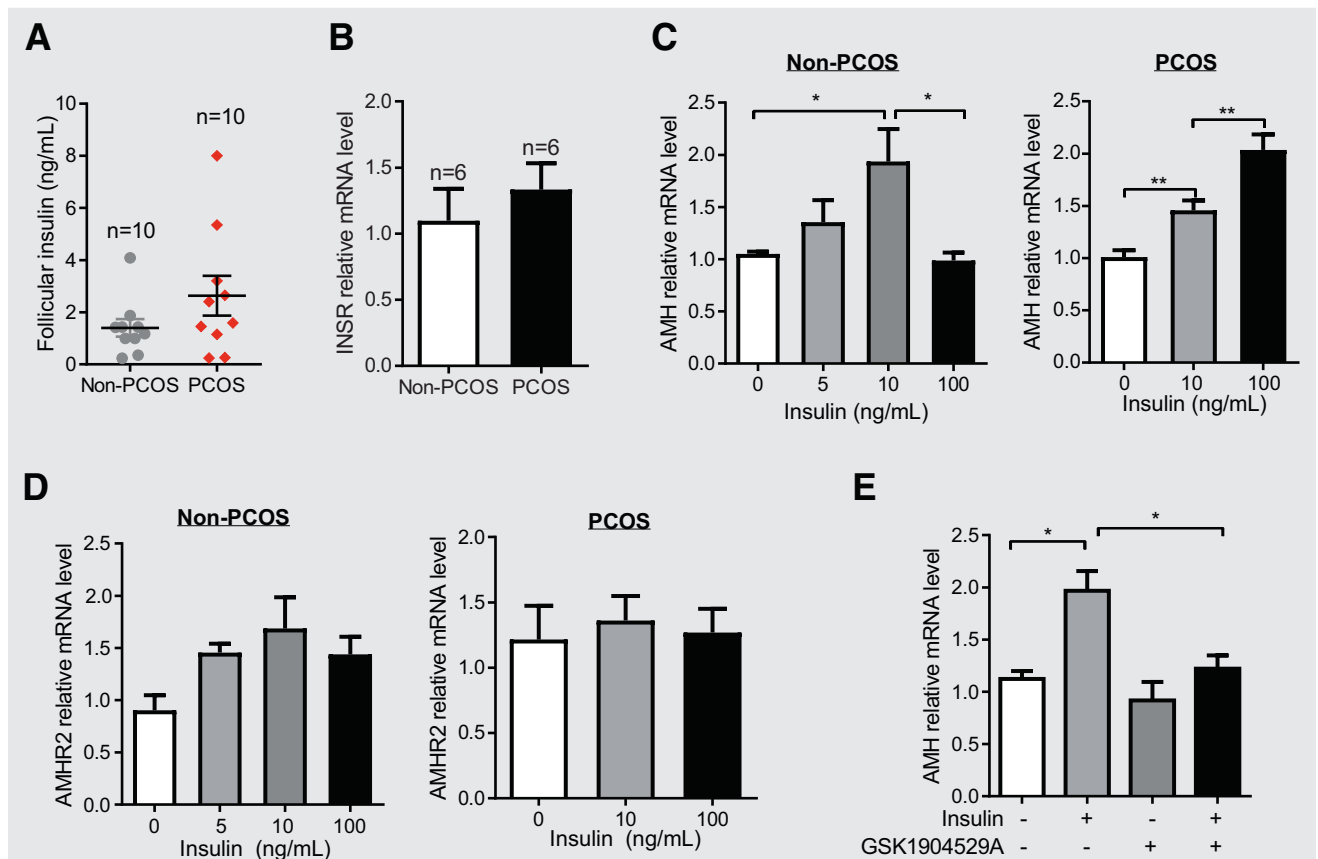 A
Follicular insulin (ng/mL)
10
8
6
4
2
0
n=10
n=10
Non-PCOS PCOS
B
INSR relative mRNA level
2.0
1.5
1.0
0.5
0.0
n=6
n=6
Non-PCOS PCOS
C
Non-PCOS
AMH relative mRNA level
2.5
2.0
1.5
1.0
0.5
0.0
* *
0 5 10 100
Insulin (ng/mL)
PCOS
AMH relative mRNA level
2.5
2.0
1.5
1.0
0.5
0.0
**
**
0 10 100
Insulin (ng/mL)
D
Non-PCOS
AMHR2 relative mRNA level
2.5
2.0
1.5
1.0
0.5
0.0
0 5 10 100
Insulin (ng/mL)
PCOS
AMHR2 relative mRNA level
2.0
1.5
1.0
0.5
0.0
0 10 100
Insulin (ng/mL)
E
AMH relative mRNA level
2.5
2.0
1.5
1.0
0.5
0.0
* *
Insulin - + - +
GSK1904529A - - + +